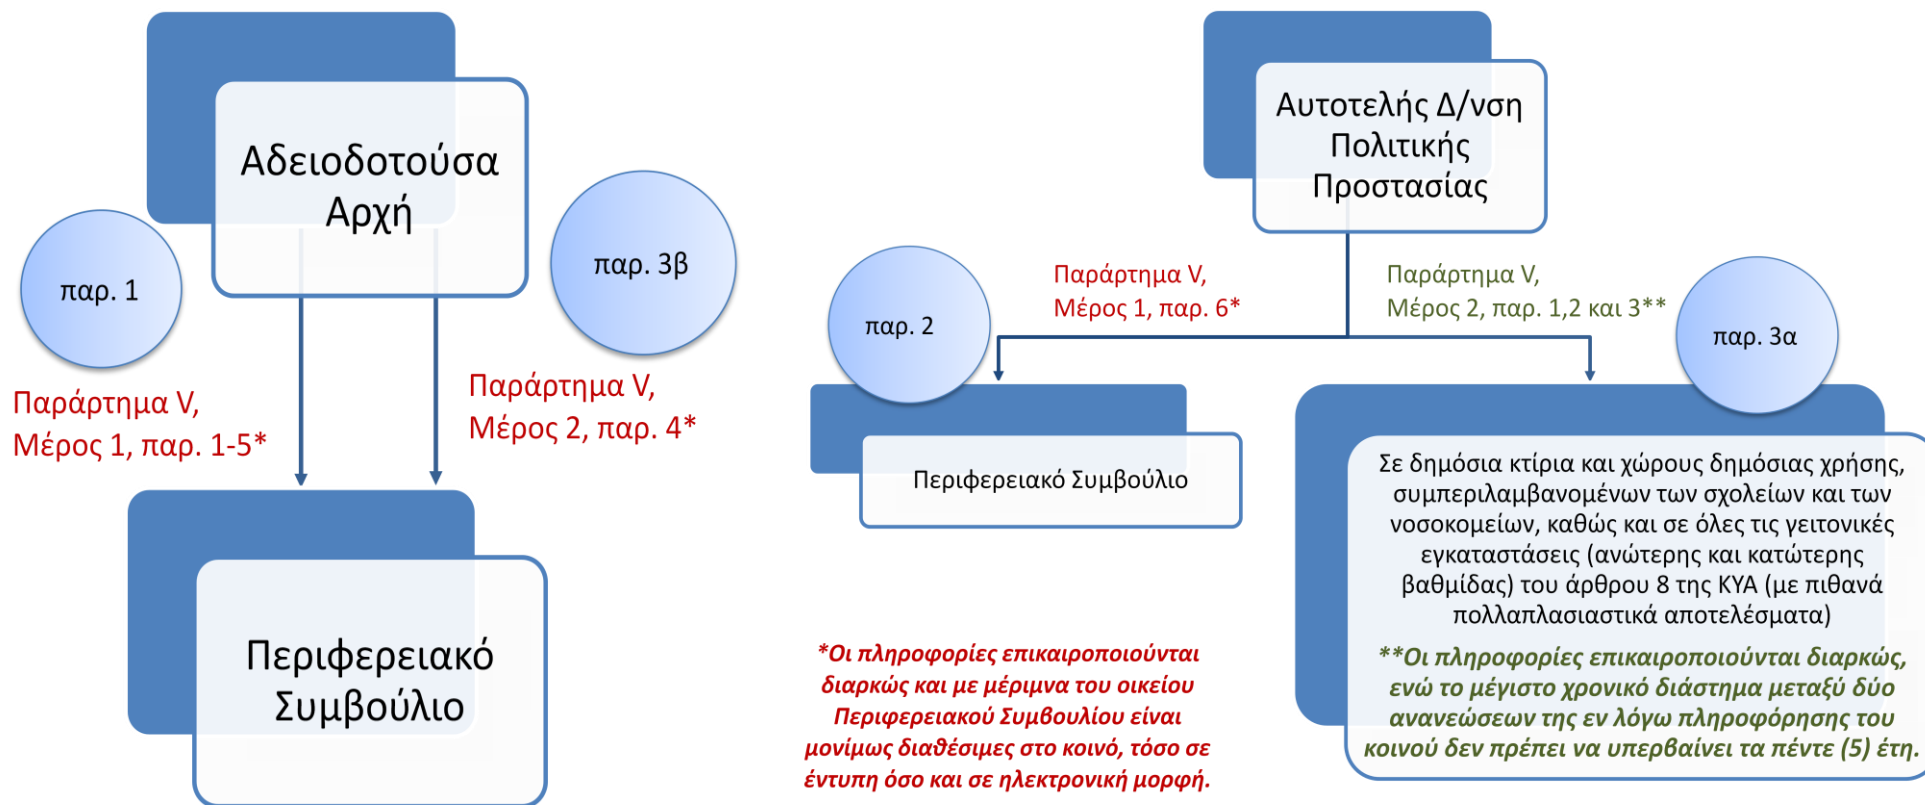 Αδειοδοτούσα
Αρχή
παρ. 1
παρ. 3β
Παράρτημα V,
Μέρος 1, παρ. 1-5*
Παράρτημα V,
Μέρος 2, παρ. 4*
Περιφερειακό
Συμβούλιο
Αυτοτελής Δ/νση
Πολιτικής
Προστασίας
παρ. 2
Παράρτημα V,
Μέρος 1, παρ. 6*
Παράρτημα V,
Μέρος 2, παρ. 1,2 και 3**
παρ. 3α
Περιφερειακό Συμβούλιο
Σε δημόσια κτίρια και χώρους δημόσιας χρήσης,
συμπεριλαμβανομένων των σχολείων και των
νοσοκομείων, καθώς και σε όλες τις γειτονικές
εγκαταστάσεις (ανώτερης και κατώτερης
βαθμίδας) του άρθρου 8 της ΚΥΑ (με πιθανά
πολλαπλασιαστικά αποτελέσματα)
**Οι πληροφορίες επικαιροποιούνται διαρκώς,
ενώ το μέγιστο χρονικό διάστημα μεταξύ δύο
ανανεώσεων της εν λόγω πληροφόρησης του
κοινού δεν πρέπει να υπερβαίνει τα πέντε (5) έτη.
*Οι πληροφορίες επικαιροποιούνται
διαρκώς και με μέριμνα του οικείου
Περιφερειακού Συμβουλίου είναι
μονίμως διαθέσιμες στο κοινό, τόσο σε
έντυπη όσο και σε ηλεκτρονική μορφή.